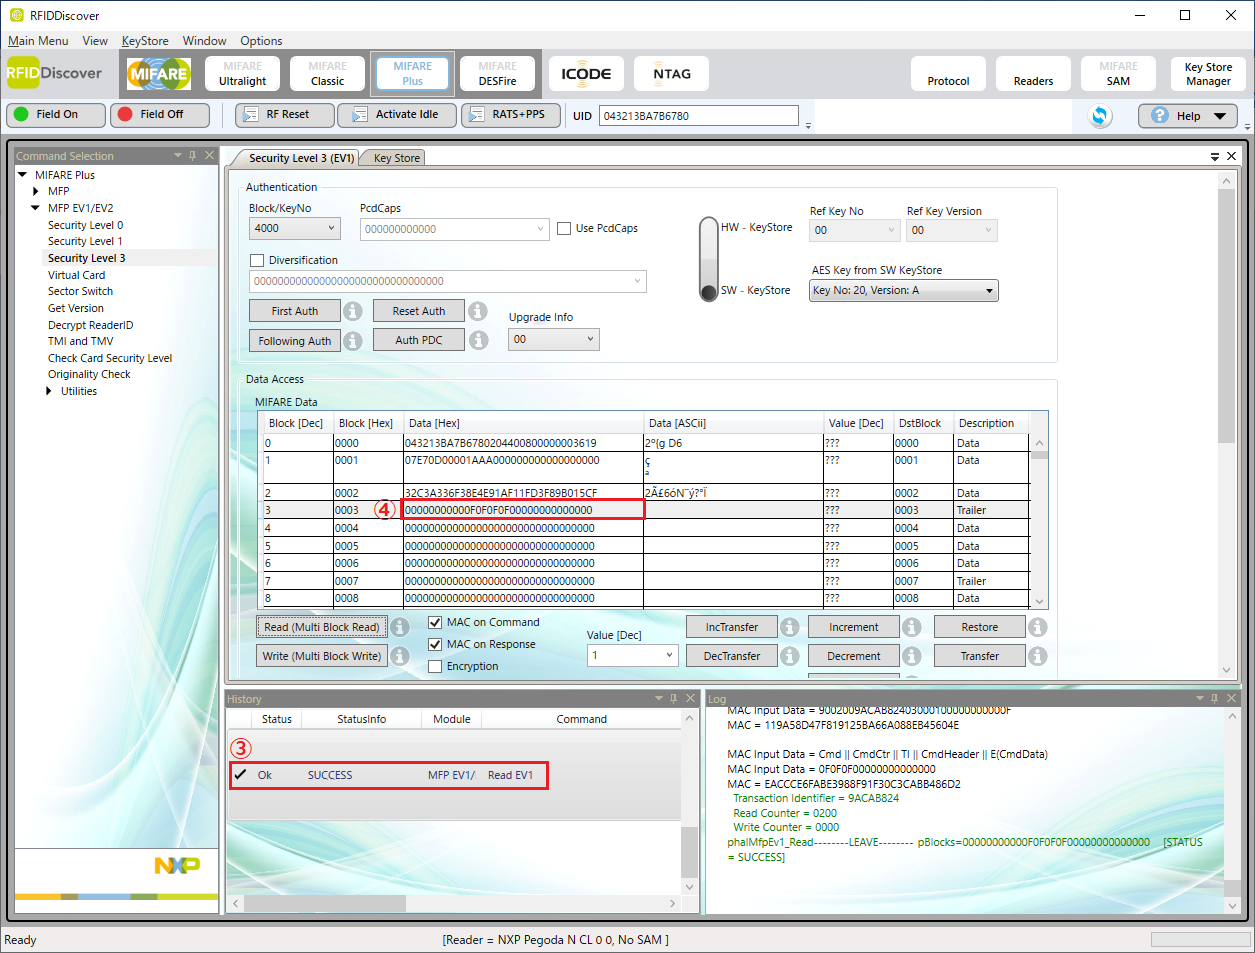 RFIDDiscover
Main Menu View KeyStore Window Options
RFIDDiscover MIFARE MIFARE Ultralight MIFARE Classic MIFARE Plus MIFARE DESFire ICODE NTAG Protocol Readers MIFARE SAM Key Store Manager
Field On Field Off RF Reset Activate Idle RATS+PPS UID 043213BA7B6780 Help
Command Selection
MIFARE Plus
MFP
MFP EV1/EV2
Security Level 0
Security Level 1
Security Level 3
Virtual Card
Sector Switch
Get Version
Decrypt ReaderID
TMI and TMV
Check Card Security Level
Originality Check
Utilities
NXP
Security Level 3 (EV1) Key Store
Authentication
Block/KeyNo PcdCaps
4000 000000000000 Use PcdCaps
HW - KeyStore
Ref Key No Ref Key Version
00 00
Diversification
SW - KeyStore
AES Key from SW KeyStore
Key No: 20, Version: A
First Auth Reset Auth
Following Auth Auth PDC
Upgrade Info
00
Data Access
MIFARE Data
Block [Dec] Block [Hex] Data [Hex] Data [ASCii] Value [Dec] DstBlock Description
0 0000 043213BA7B6780204400800000003619 2º{g D6 ??? 0000 Data
1 0001 07E70D00001AAA000000000000000000 ç ª ??? 0001 Data
2 0002 32C3A336F38E4E91AF11FD3F89B015CF 2Ã£6óN¯ý?°Ï ??? 0002 Data
3 0003 ④ 00000000000F0F0F0F00000000000000 ??? 0003 Trailer
4 0004 00000000000000000000000000000000 ??? 0004 Data
5 0005 00000000000000000000000000000000 ??? 0005 Data
6 0006 00000000000000000000000000000000 ??? 0006 Data
7 0007 00000000000000000000000000000000 ??? 0007 Trailer
8 0008 00000000000000000000000000000000 ??? 0008 Data
Read (Multi Block Read) MAC on Command
Write (Multi Block Write) MAC on Response
Encryption
Value [Dec]
1
IncTransfer Increment Restore
DecTransfer Decrement Transfer
History
Status StatusInfo Module Command
③
Ok SUCCESS MFP EV1/ Read EV1
Log
MAC Input Data = 9002009ACAB82403000100000000000F
MAC = 119A58D47F819125BA66A088EB45604E
MAC Input Data = Cmd || CmdCtr || TI || CmdHeader || E(CmdData)
MAC Input Data = 0F0F0F00000000000000
MAC = EACCCE6FABE3988F91F30C3CABB486D2
Transaction Identifier = 9ACAB824
Read Counter = 0200
Write Counter = 0000
phalMfpEv1_Read--------LEAVE-------- pBlocks=00000000000F0F0F0F00000000000000 [STATUS
= SUCCESS]
Ready [Reader = NXP Pegoda N CL 0 0, No SAM ]